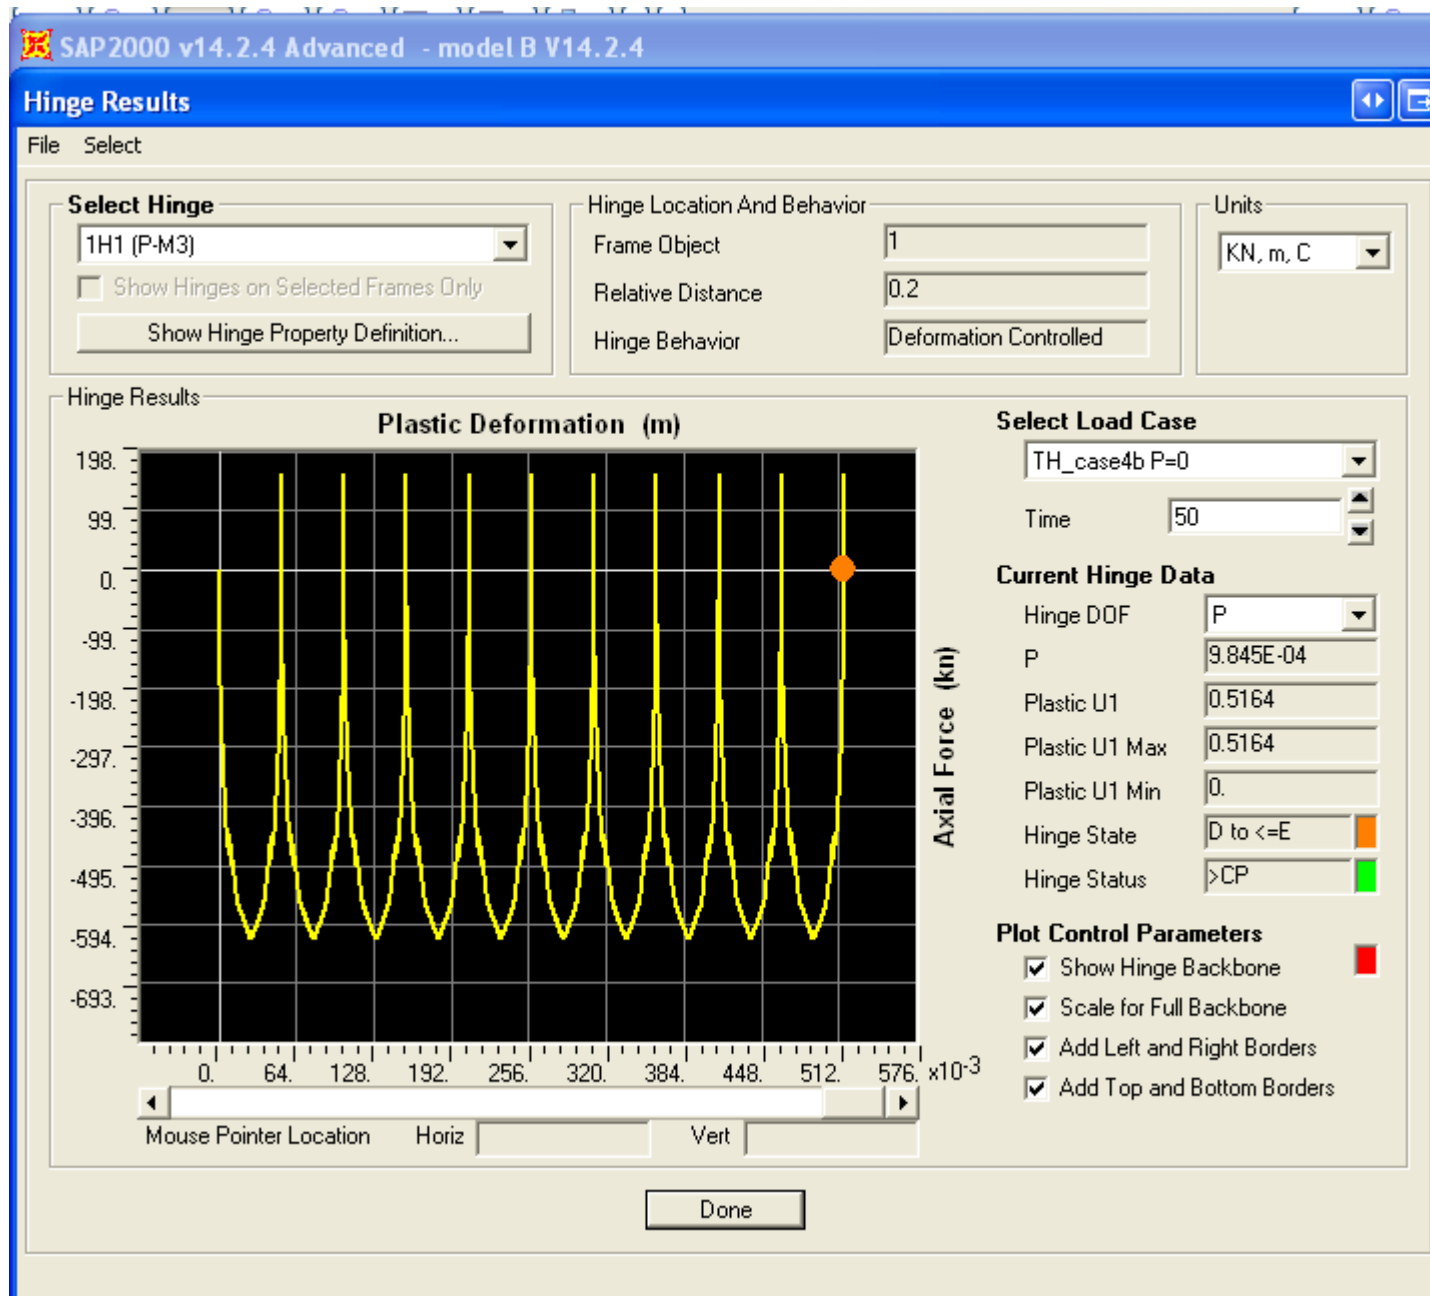 SAP2000 v14.2.4 Advanced - model B V14.2.4
Hinge Results
File Select
Select Hinge
1H1 (P-M3)
Show Hinges on Selected Frames Only
Show Hinge Property Definition...
Hinge Location And Behavior
Frame Object 1
Relative Distance 0.2
Hinge Behavior Deformation Controlled
Units
KN, m, C
Hinge Results
Plastic Deformation (m)
198.
99.
0.
-99.
-198.
-297.
-396.
-495.
-594.
-693.
0. 64. 128. 192. 256. 320. 384. 448. 512. 576. x10-3
Axial Force (kn)
Mouse Pointer Location Horiz Vert
Select Load Case
TH_case4b P=0
Time 50
Current Hinge Data
Hinge DOF P
P 9.845E-04
Plastic U1 0.5164
Plastic U1 Max 0.5164
Plastic U1 Min 0.
Hinge State D to <=E
Hinge Status >CP
Plot Control Parameters
Show Hinge Backbone
Scale for Full Backbone
Add Left and Right Borders
Add Top and Bottom Borders
Done